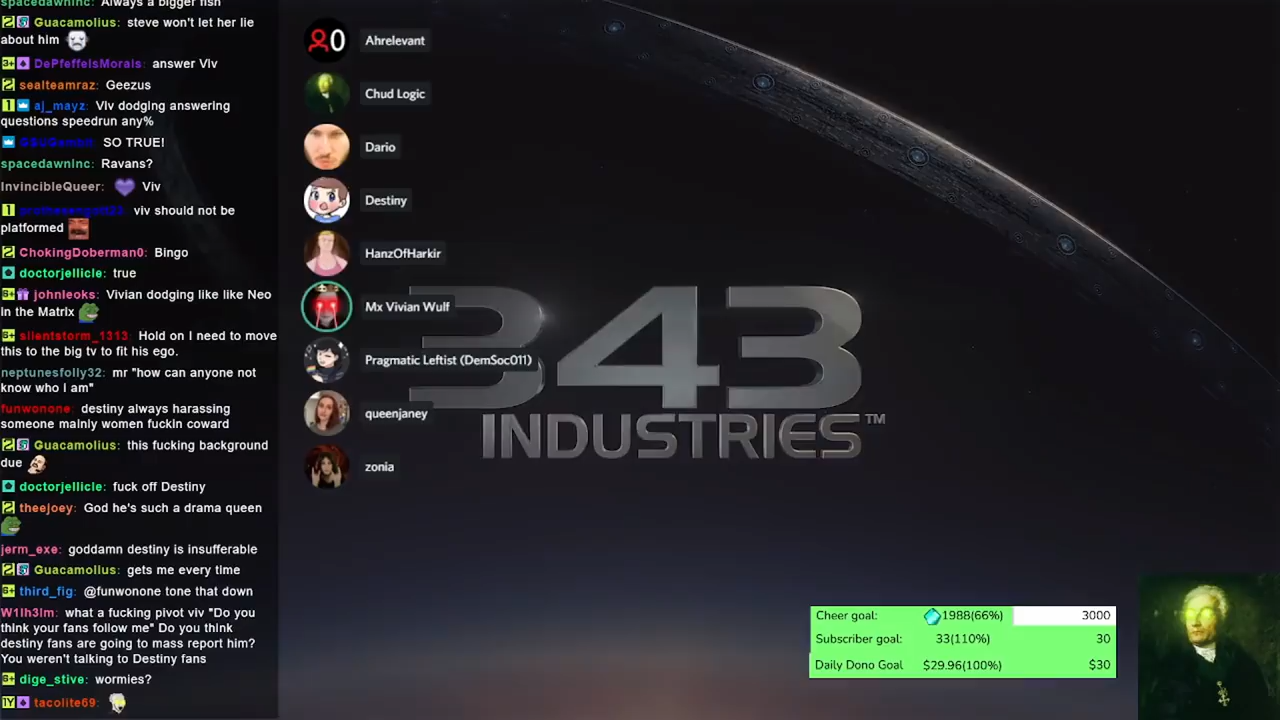 spacedawninc: Always a bigger fish
Guacamolius: steve won't let her lie
about him
3+ DePfeffelsMorals: answer Viv
sealteamraz: Geezus
1 aj_mayz: Viv dodging answering
questions speedrun any%
SO TRUE!
spacedawninc: Ravans?
InvincibleQueer: Viv
1 viv should not be
platformed
ChokingDoberman0: Bingo
doctorjellicle: true
6+ johnleoks: Vivian dodging like like Neo
in the Matrix
6+ silentstorm_1313: Hold on I need to move
this to the big tv to fit his ego.
neptunesfolly32: mr "how can anyone not
know who I am"
funwonone: destiny always harassing
someone mainly women fuckin coward
Guacamolius: this fucking background
due
doctorjellicle: fuck off Destiny
theejoey: God he's such a drama queen
jerm_exe: goddamn destiny is insufferable
Guacamolius: gets me every time
6+ third_fig: @funwonone tone that down
W1lh3lm: what a fucking pivot viv "Do you
think your fans follow me" Do you think
destiny fans are going to mass report him?
You weren't talking to Destiny fans
6+ dige_stive: wormies?
1Y tacolite69:
0 Ahrelevant
Chud Logic
Dario
Destiny
HanzOfHarkir
Mx Vivian Wulf
Pragmatic Leftist (DemSoc011)
queenjaney
zonia
343
INDUSTRIES™
Cheer goal: 1988(66%) 3000
Subscriber goal: 33(110%) 30
Daily Dono Goal $29.96(100%) $30